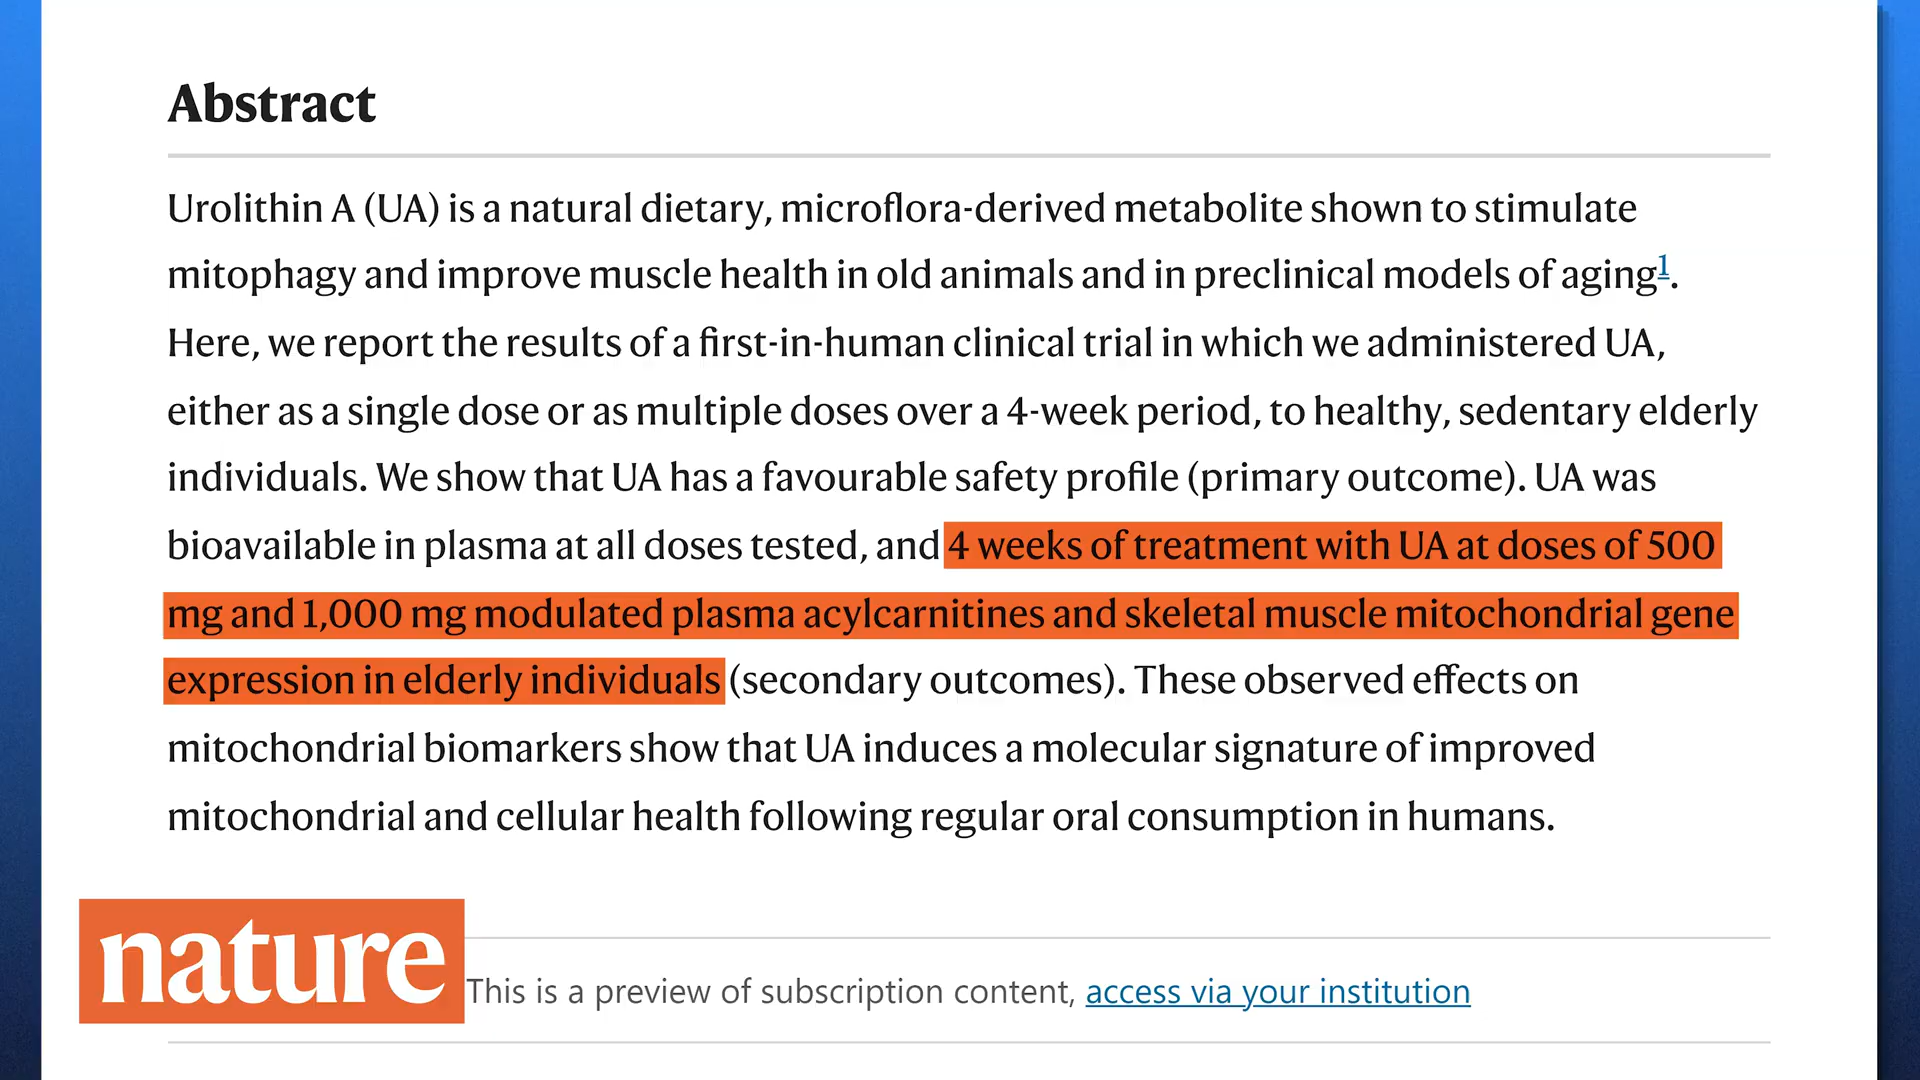 Abstract
Urolithin A (UA) is a natural dietary, microflora-derived metabolite shown to stimulate
mitophagy and improve muscle health in old animals and in preclinical models of aging1.
Here, we report the results of a first-in-human clinical trial in which we administered UA,
either as a single dose or as multiple doses over a 4-week period, to healthy, sedentary elderly
individuals. We show that UA has a favourable safety profile (primary outcome). UA was
bioavailable in plasma at all doses tested, and 4 weeks of treatment with UA at doses of 500
mg and 1,000 mg modulated plasma acylcarnitines and skeletal muscle mitochondrial gene
expression in elderly individuals (secondary outcomes). These observed effects on
mitochondrial biomarkers show that UA induces a molecular signature of improved
mitochondrial and cellular health following regular oral consumption in humans.
nature
This is a preview of subscription content, access via your institution